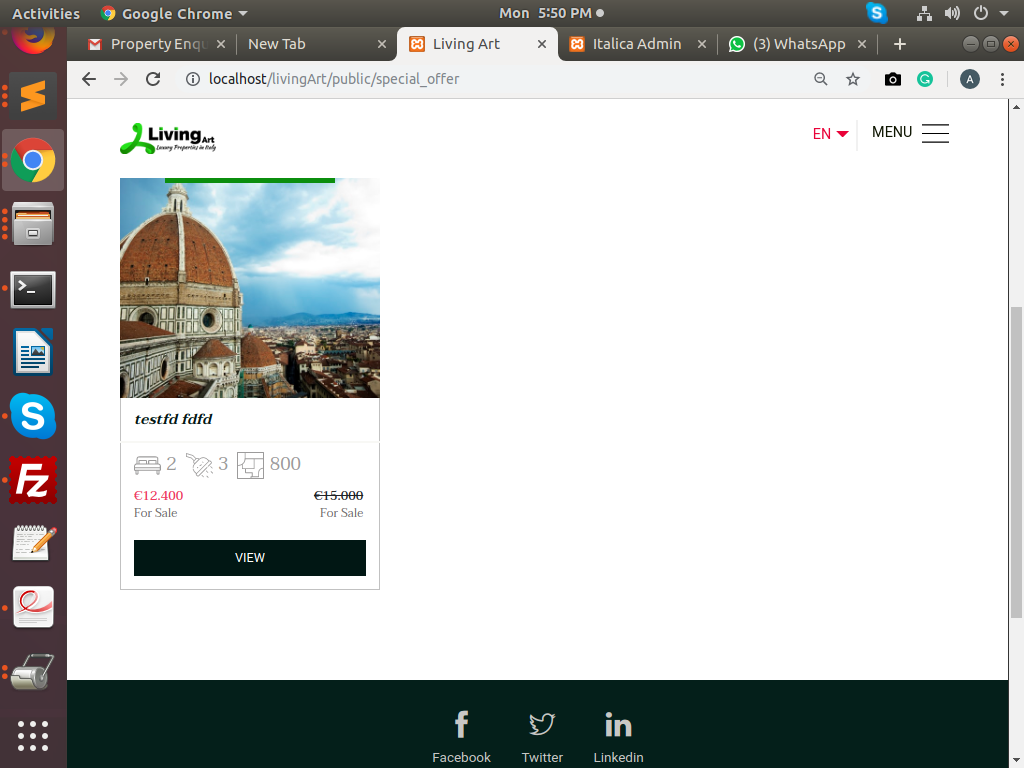 Activities Google Chrome Mon 5:50 PM
Property Enqu New Tab Living Art Italica Admin (3) WhatsApp
localhost/livingArt/public/special_offer A
Living Art
Luxury Properties in Italy
EN MENU
testfd fdfd
2 3 800
€12.400 €15.000
For Sale For Sale
VIEW
Facebook Twitter Linkedin